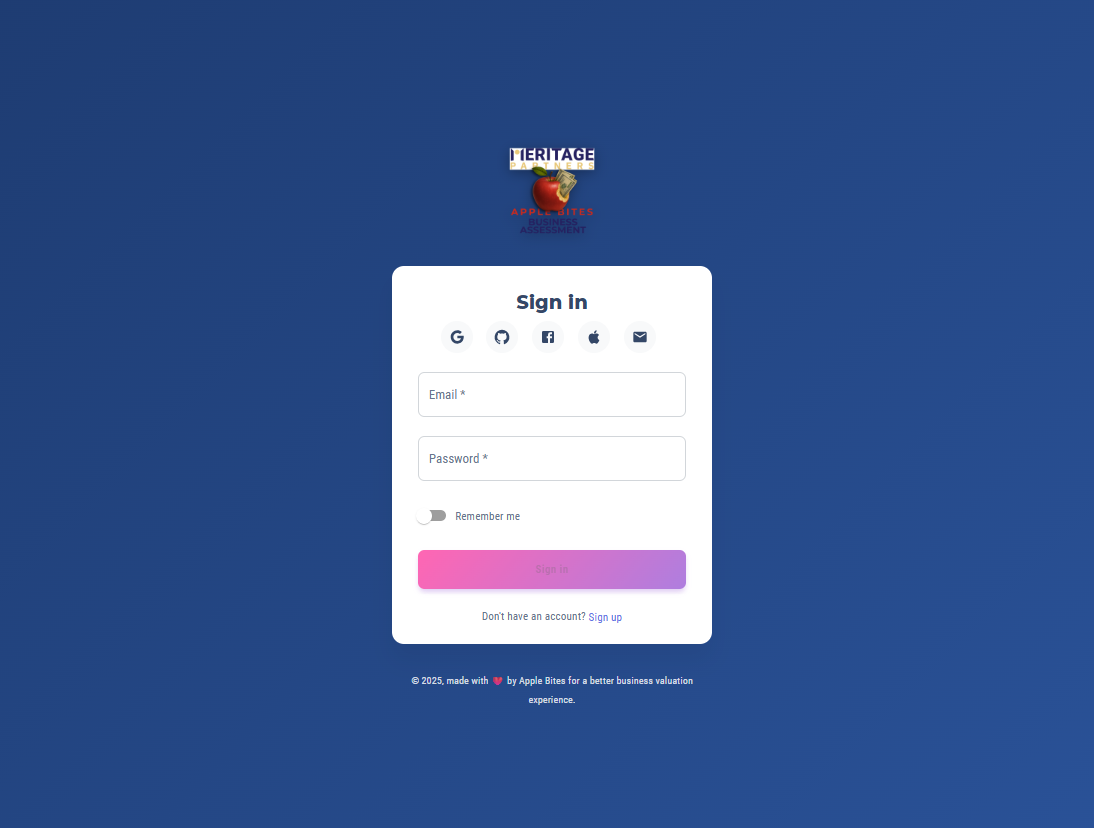 HERITAGE
PARTNERS
APPLE BITES
BUSINESS
ASSESSMENT
Sign in
Email *
Password *
Remember me
Sign in
Don't have an account? Sign up
© 2025, made with 💗 by Apple Bites for a better business valuation
experience.